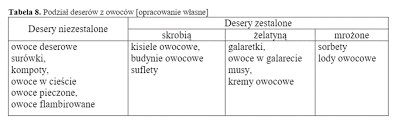 Tabela 8. Podział deserów z owoców [opracowanie własne]
Desery niezestalone
Desery zestalone
skrobią
żelatyną
mrożone
owoce deserowe
surówki,
kompoty,
owoce w cieście
owoce pieczone,
owoce flambirowane
kisiele owocowe,
budynie owocowe
suflety
galaretki,
owoce w galarecie
musy,
kremy owocowe
sorbety
lody owocowe